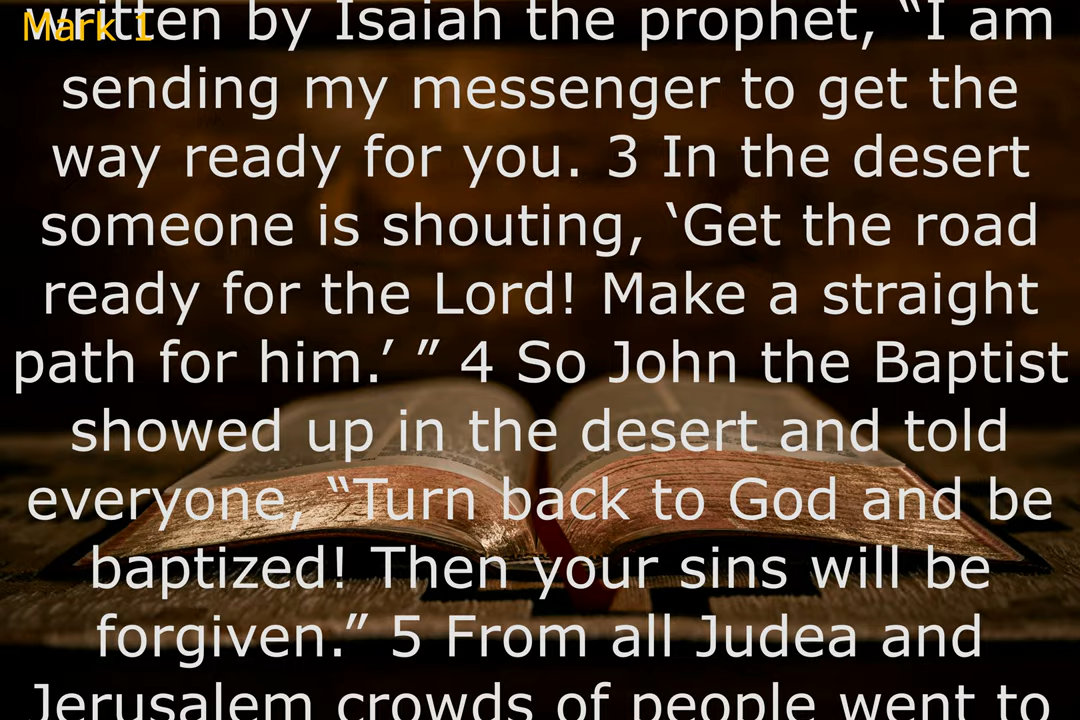 Mark 1
written by Isaiah the prophet, “I am
sending my messenger to get the
way ready for you. 3 In the desert
someone is shouting, ‘Get the road
ready for the Lord! Make a straight
path for him.’ ” 4 So John the Baptist
showed up in the desert and told
everyone, “Turn back to God and be
baptized! Then your sins will be
forgiven.” 5 From all Judea and
Jerusalem crowds of people went to